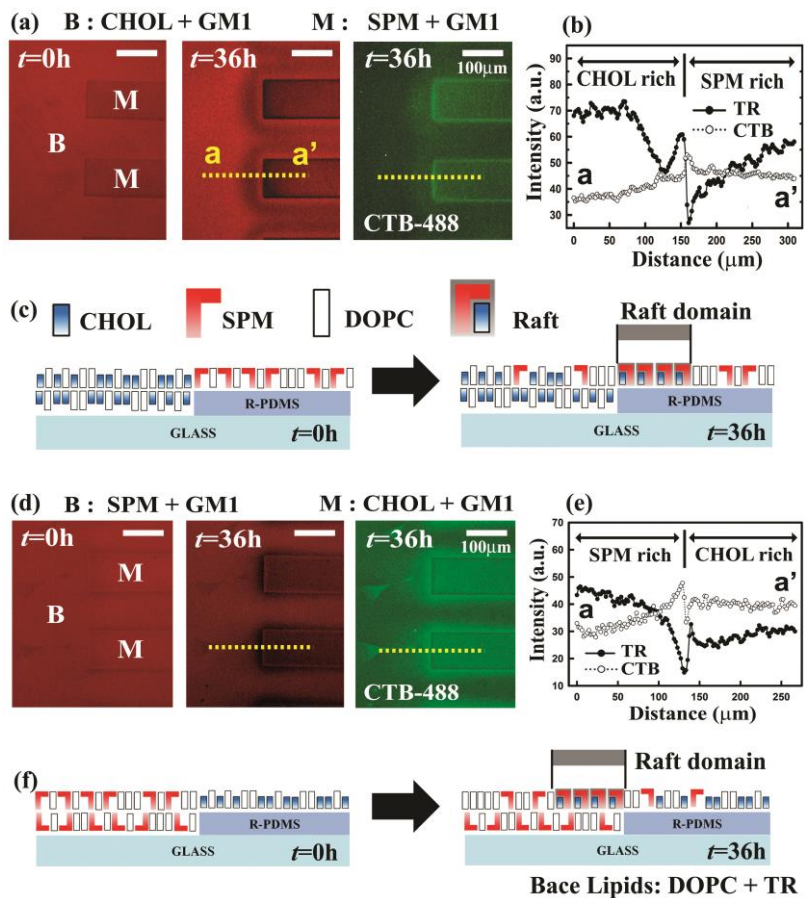 (a) B : CHOL + GM1 M : SPM + GM1 (b)
t=0h t=36h t=36h
100μm
M
B
a a'
M
CTB-488
Intensity (a.u.)
90
80
70
60
50
40
30
CHOL rich SPM rich
TR
CTB
a
a'
0 50 100 150 200 250 300
Distance (μm)
(c)
CHOL SPM DOPC Raft
Raft domain
R-PDMS
GLASS t=0h
R-PDMS
GLASS t=36h
(d) B : SPM + GM1 M : CHOL + GM1 (e)
t=0h t=36h t=36h
100μm
M
B
M
CTB-488
Intensity (a.u.)
60
50
40
30
20
10
SPM rich CHOL rich
a
a'
TR
CTB
0 50 100 150 200 250
Distance (μm)
(f)
Raft domain
R-PDMS
GLASS t=0h
R-PDMS
GLASS t=36h
Bace Lipids: DOPC + TR